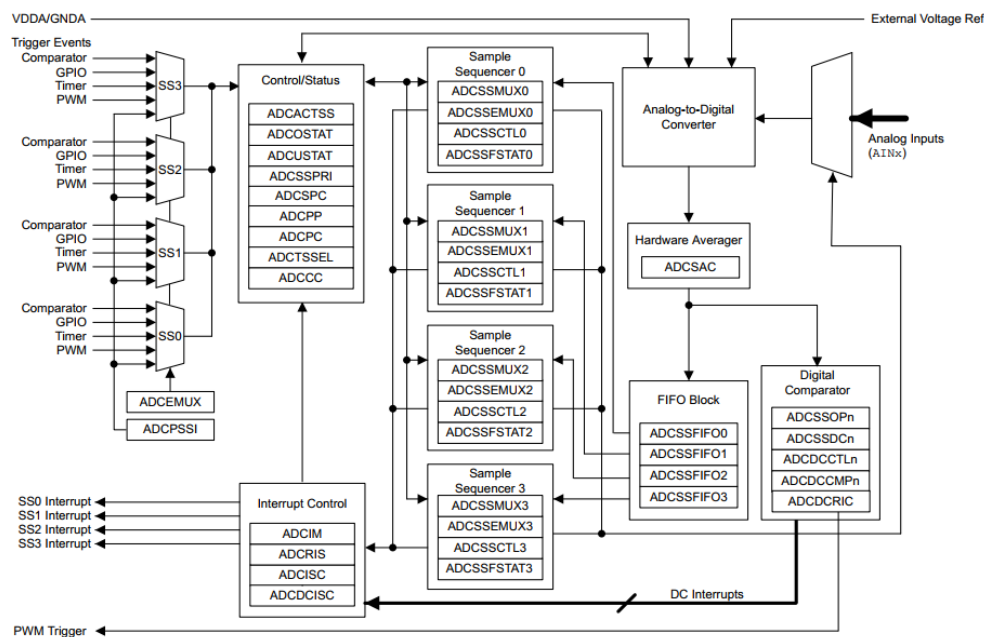 VDDA/GNDA
External Voltage Ref
Trigger Events
Comparator
GPIO
Timer
PWM
SS3
Comparator
GPIO
Timer
PWM
SS2
Comparator
GPIO
Timer
PWM
SS1
Comparator
GPIO
Timer
PWM
SS0
ADCEMUX
ADCPSSI
Control/Status
ADCACTSS
ADCOSTAT
ADCUSTAT
ADCSSPRI
ADCSPC
ADCPP
ADCPC
ADCTSSEL
ADCCC
Sample
Sequencer 0
ADCSSMUX0
ADCSSEMUX0
ADCSSCTL0
ADCSSFSTAT0
Sample
Sequencer 1
ADCSSMUX1
ADCSSEMUX1
ADCSSCTL1
ADCSSFSTAT1
Sample
Sequencer 2
ADCSSMUX2
ADCSSEMUX2
ADCSSCTL2
ADCSSFSTAT2
Sample
Sequencer 3
ADCSSMUX3
ADCSSEMUX3
ADCSSCTL3
ADCSSFSTAT3
Analog-to-Digital
Converter
Analog Inputs
(AINx)
Hardware Averager
ADCSAC
FIFO Block
ADCSSFIFO0
ADCSSFIFO1
ADCSSFIFO2
ADCSSFIFO3
Digital
Comparator
ADCSSOPn
ADCSSDCn
ADCDCCTLn
ADCDCCMPn
ADCDCRIC
SS0 Interrupt
SS1 Interrupt
SS2 Interrupt
SS3 Interrupt
Interrupt Control
ADCIM
ADCRIS
ADCISC
ADCDCISC
DC Interrupts
PWM Trigger